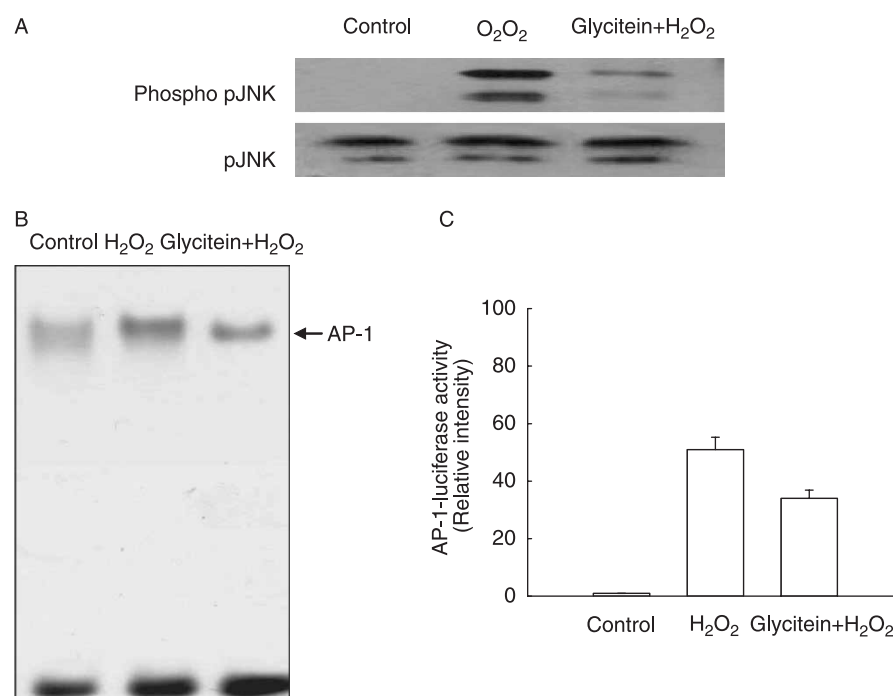 A
Control O₂O₂ Glycitein+H₂O₂
Phospho pJNK
pJNK
B
Control H₂O₂ Glycitein+H₂O₂
AP-1
C
AP-1-luciferase activity
(Relative intensity)
100
80
60
40
20
0
Control H₂O₂ Glycitein+H₂O₂